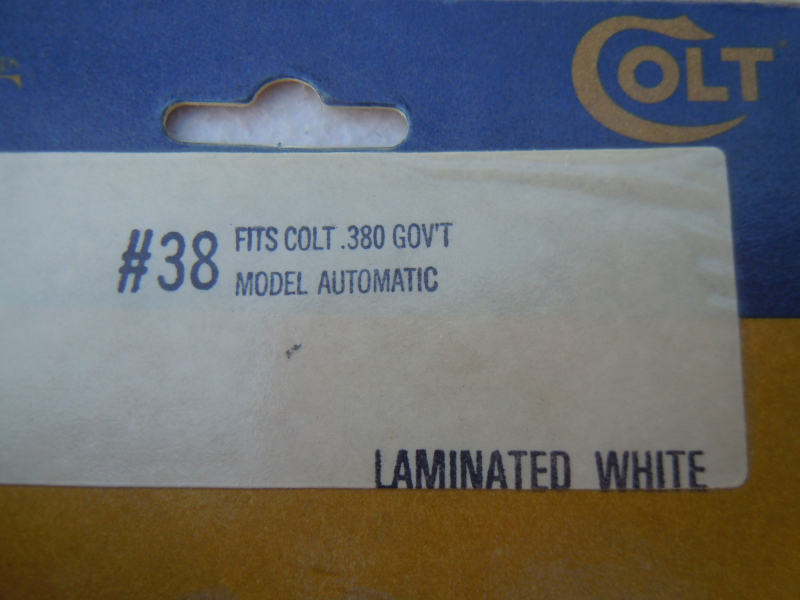 COLT
#38 FITS COLT .380 GOV'T
MODEL AUTOMATIC
LAMINATED WHITE